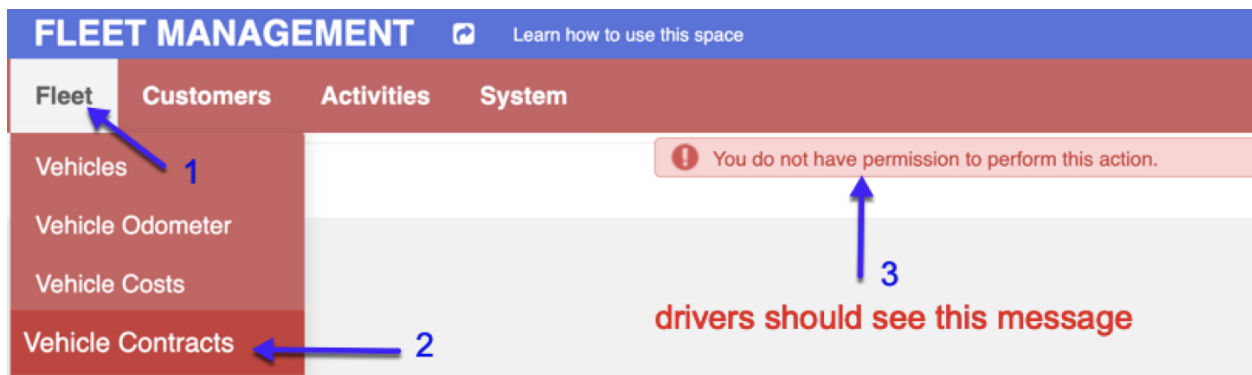 FLEET MANAGEMENT Learn how to use this space
Fleet Customers Activities System
You do not have permission to perform this action.
Vehicles 1
Vehicle Odometer
Vehicle Costs
3
drivers should see this message
Vehicle Contracts 2